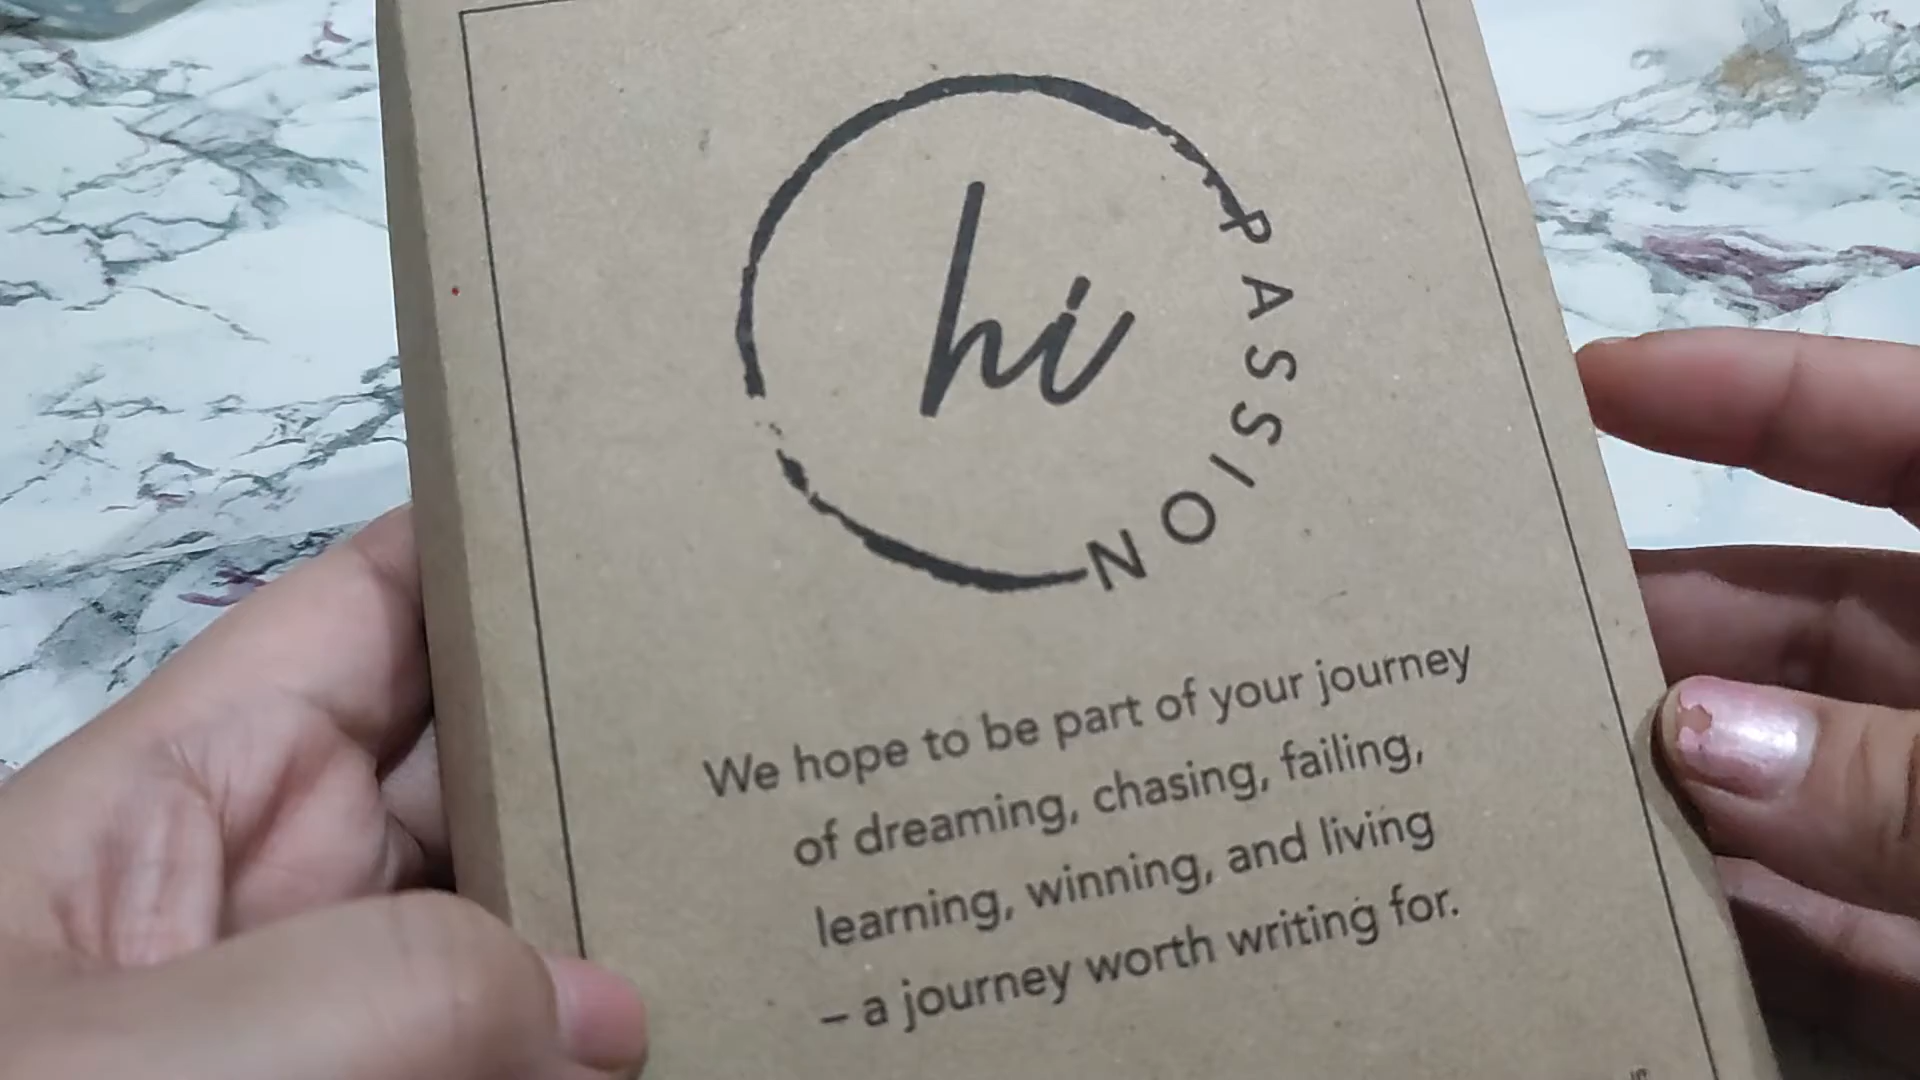 hi
PASSION
We hope to be part of your journey
of dreaming, chasing, failing,
learning, winning, and living
– a journey worth writing for.